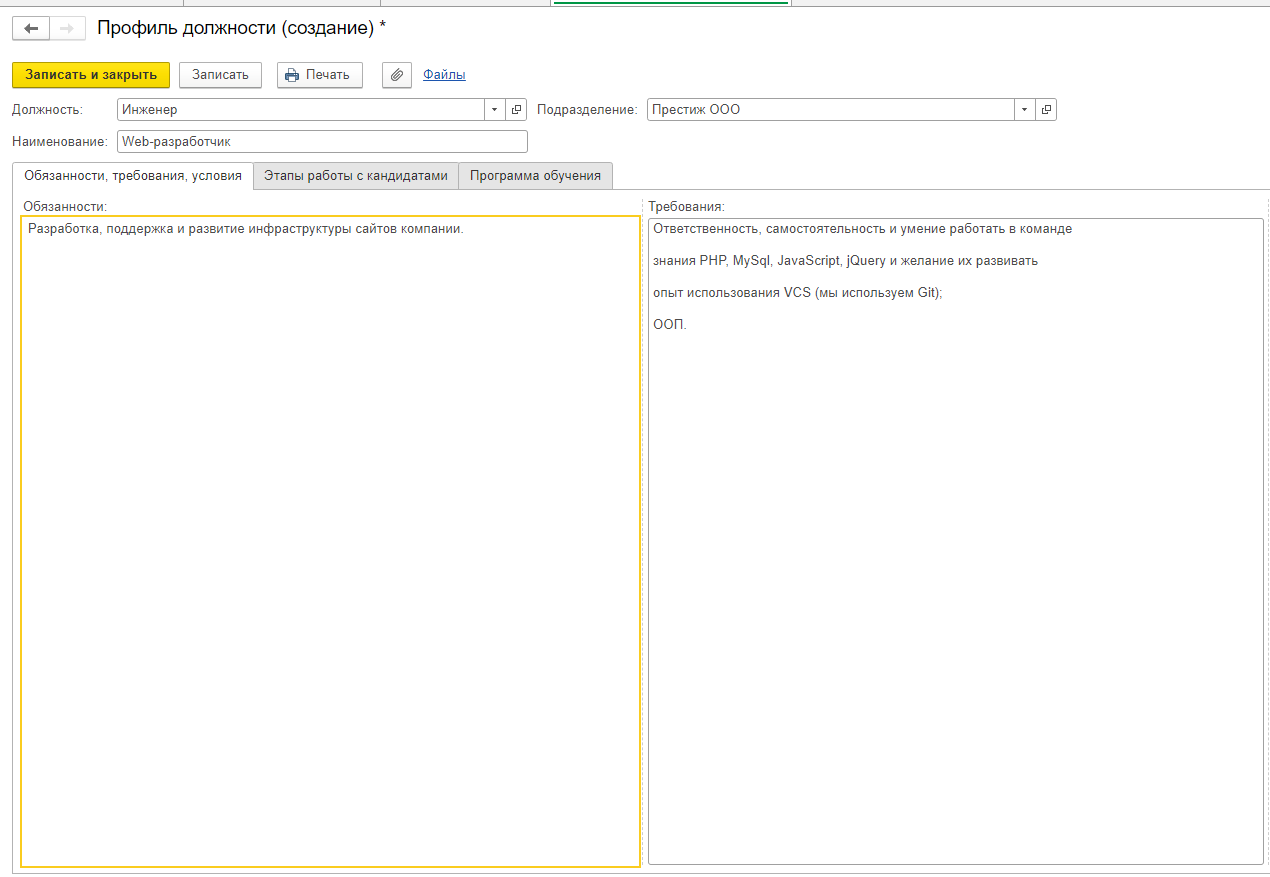 Профиль должности (создание) *
Записать и закрыть
Записать
Печать
Файлы
Должность:
Инженер
Подразделение:
Престиж ООО
Наименование:
Web-разработчик
Обязанности, требования, условия
Этапы работы с кандидатами
Программа обучения
Обязанности:
Разработка, поддержка и развитие инфраструктуры сайтов компании.
Требования:
Ответственность, самостоятельность и умение работать в команде
знания PHP, MySql, JavaScript, jQuery и желание их развивать
опыт использования VCS (мы используем Git);
ООП.